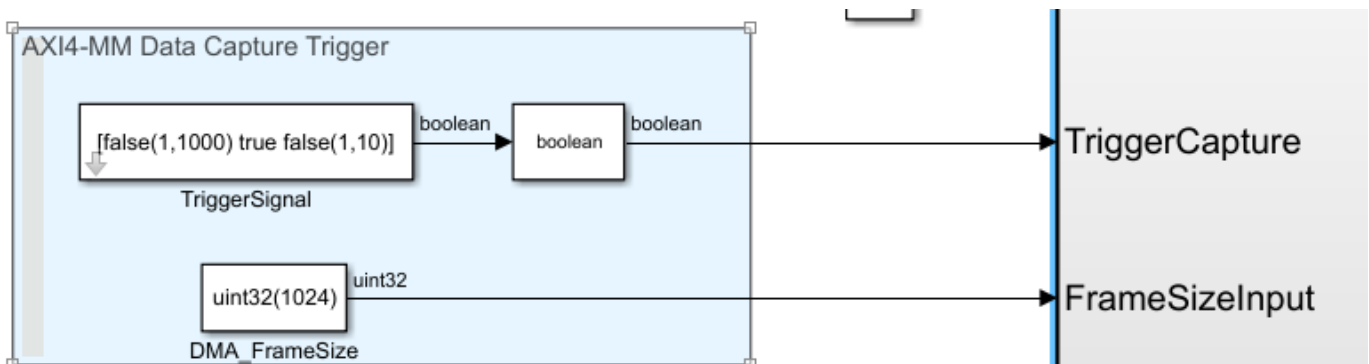 AXI4-MM Data Capture Trigger
[false(1,1000) true false(1,10)]
boolean
boolean
boolean
TriggerCapture
TriggerSignal
uint32(1024)
uint32
FrameSizeInput
DMA_FrameSize